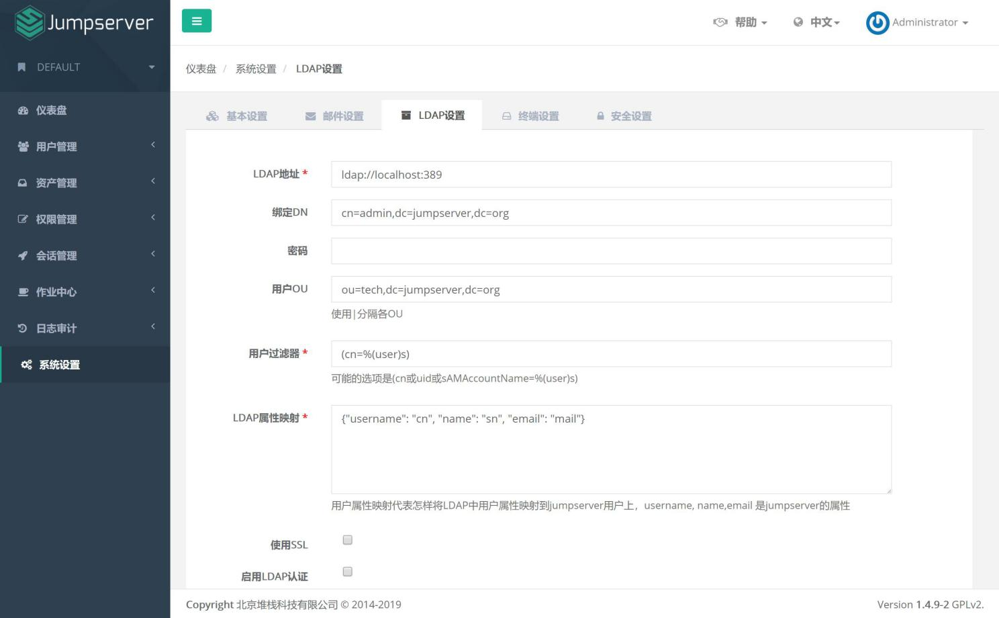 Jumpserver
帮助
中文
Administrator
DEFAULT
仪表盘 / 系统设置 / LDAP设置
仪表盘
用户管理
资产管理
权限管理
会话管理
作业中心
日志审计
系统设置
基本设置
邮件设置
LDAP设置
终端设置
安全设置
LDAP地址 *
ldap://localhost:389
绑定DN
cn=admin,dc=jumpserver,dc=org
密码
用户OU
ou=tech,dc=jumpserver,dc=org
使用|分隔各OU
用户过滤器 *
(cn=%(user)s)
可能的选项是(cn或uid或sAMAccountName=%(user)s)
LDAP属性映射 *
{"username": "cn", "name": "sn", "email": "mail"}
用户属性映射代表怎样将LDAP中用户属性映射到jumpserver用户上，username, name,email 是jumpserver的属性
使用SSL
启用LDAP认证
Copyright 北京堆栈科技有限公司 © 2014-2019
Version 1.4.9-2 GPLv2.